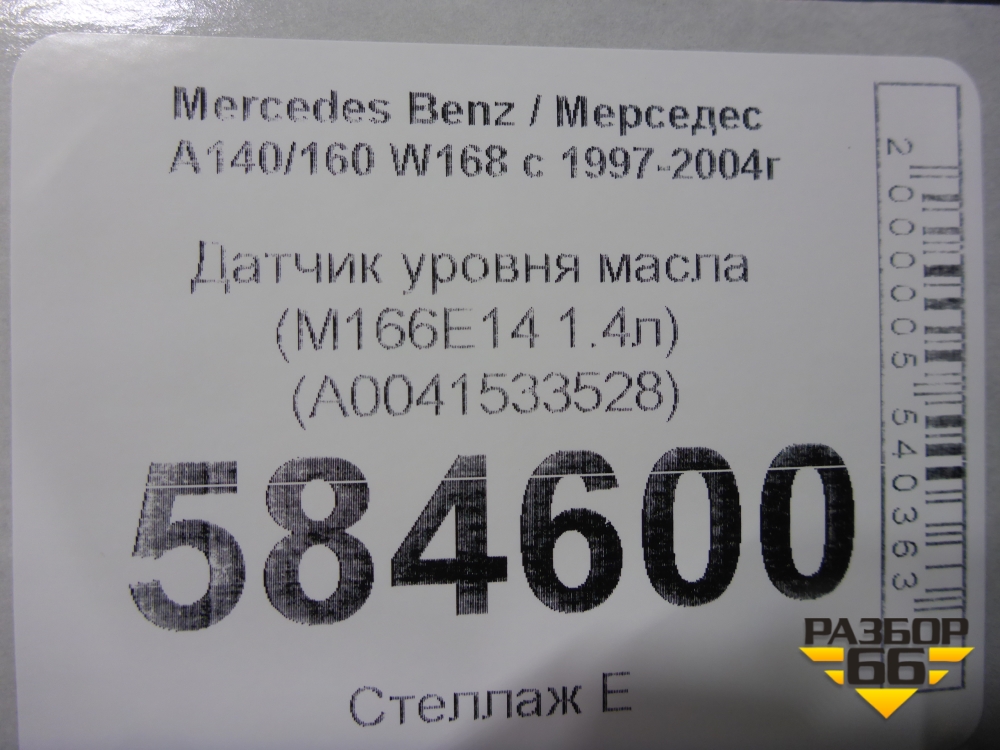 Mercedes Benz / Мерседес
A140/160 W168 с 1997-2004г
Датчик уровня масла
(M166E14 1.4л)
(A0041533528)
584600
Стеллаж Е
2000005540363
РАЗБОР
66